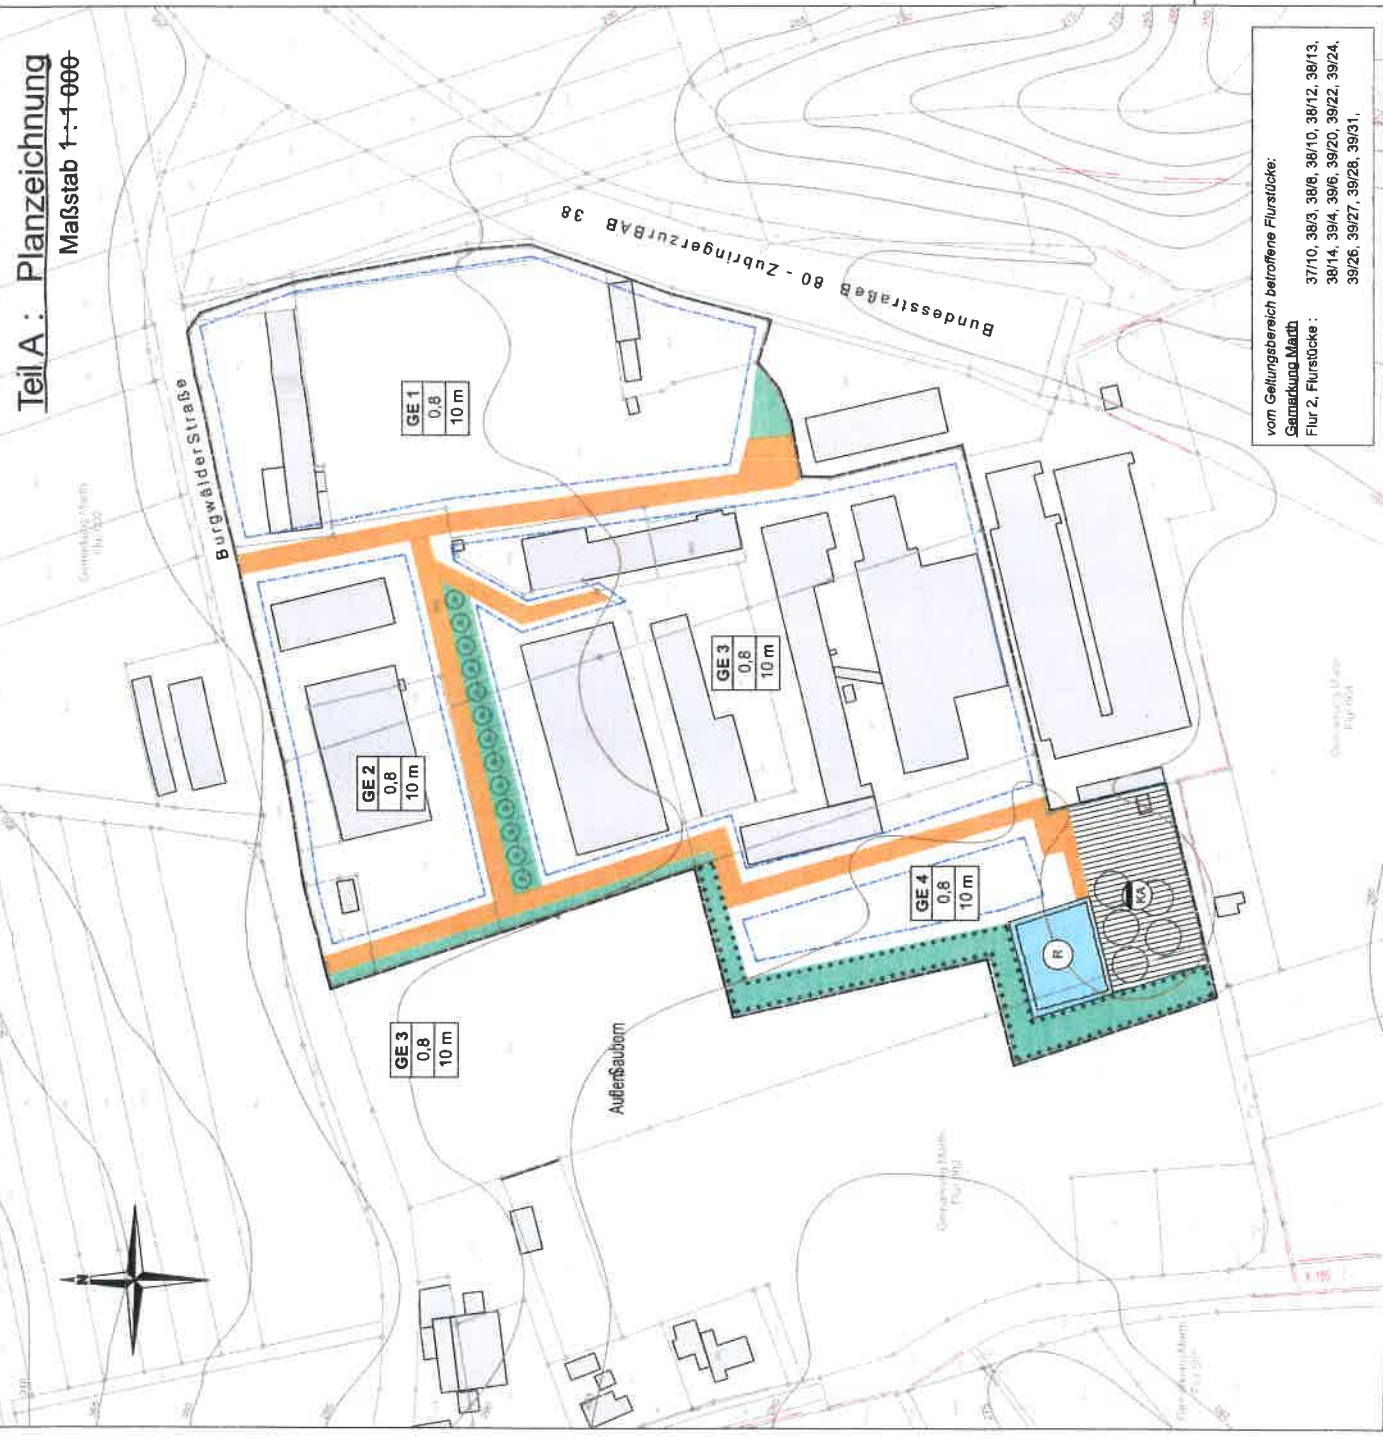 Teil A : Planzeichnung
Maßstab 1 : 1 000
Burgwälder Straße
Bundesstraße B 80 - Zubringer zur BAB 38
GE 1
0,8
10 m
GE 2
0,8
10 m
GE 3
0,8
10 m
GE 3
0,8
10 m
GE 4
0,8
10 m
R
KA
Außen Sauborn
N
K 105
vom Geltungsbereich betroffene Flurstücke:
Gemarkung Marth
Flur 2, Flurstücke : 37/10, 38/3, 38/8, 38/10, 38/12, 38/13,
38/14, 39/4, 39/6, 39/20, 39/22, 39/24,
39/26, 39/27, 39/28, 39/31,